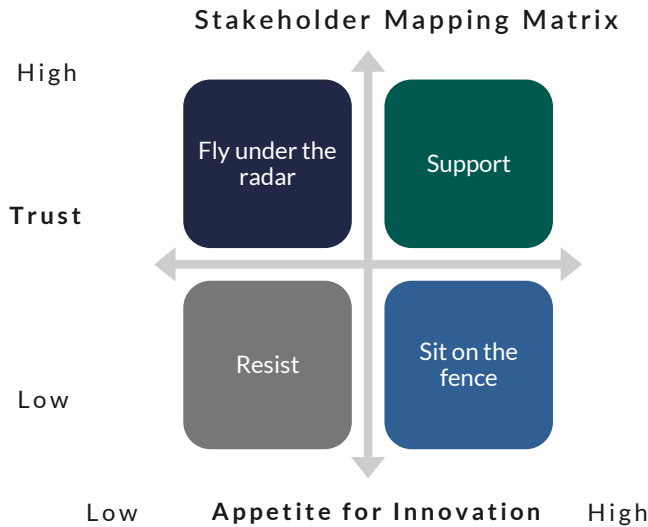 Stakeholder Mapping Matrix
High
Fly under the
radar
Support
Trust
Resist
Sit on the
fence
Low
Low
Appetite for Innovation
High